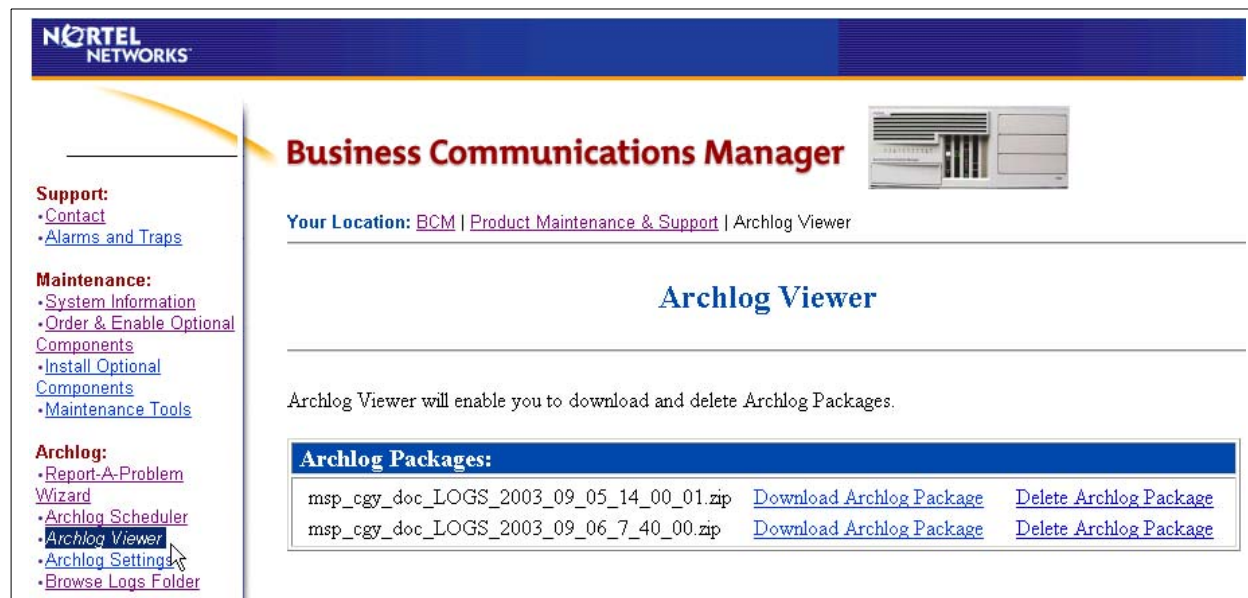 NORTEL
NETWORKS
Business Communications Manager
Support:
•Contact
•Alarms and Traps
Maintenance:
•System Information
•Order & Enable Optional
Components
•Install Optional
Components
•Maintenance Tools
Archlog:
•Report-A-Problem
Wizard
•Archlog Scheduler
•Archlog Viewer
•Archlog Settings
•Browse Logs Folder
Your Location: BCM | Product Maintenance & Support | Archlog Viewer
Archlog Viewer
Archlog Viewer will enable you to download and delete Archlog Packages.
Archlog Packages:
msp_cgy_doc_LOGS_2003_09_05_14_00_01.zip Download Archlog Package Delete Archlog Package
msp_cgy_doc_LOGS_2003_09_06_7_40_00.zip Download Archlog Package Delete Archlog Package